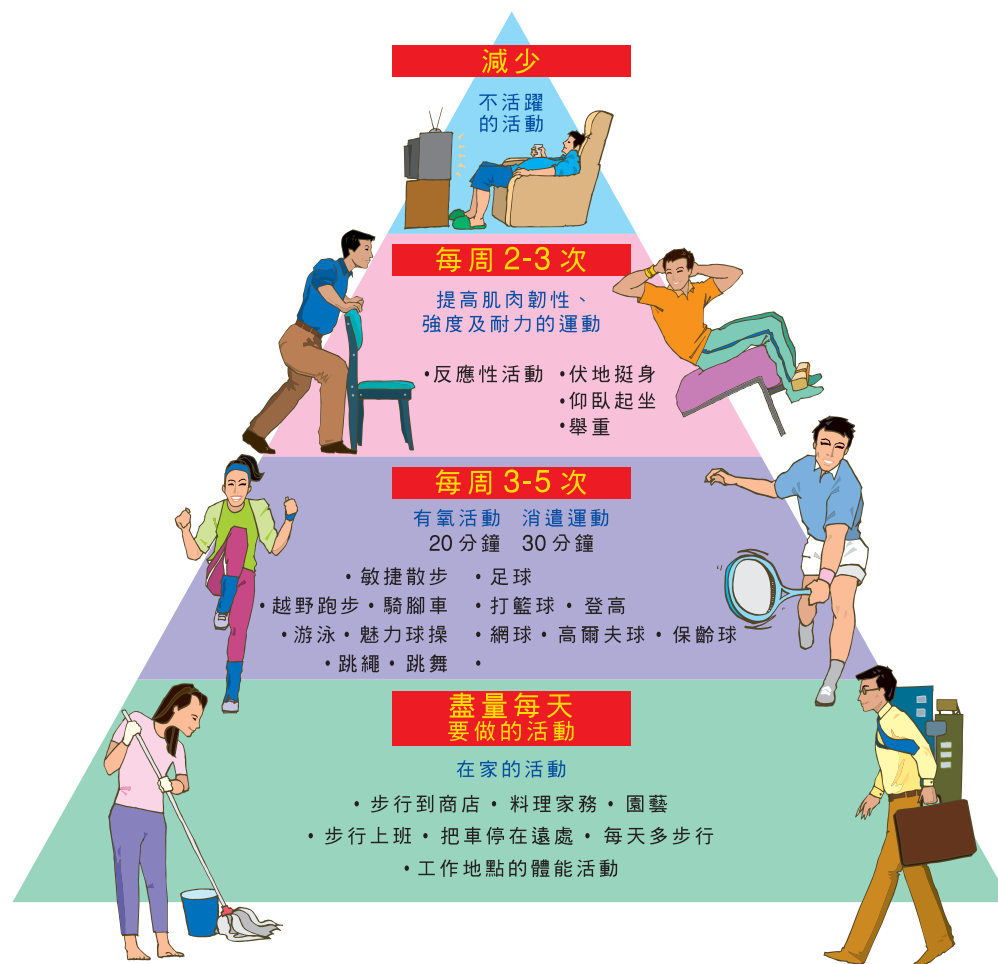 減少
不活躍
的活動
每周2-3次
提高肌肉韌性、
強度及耐力的運動
•反應性活動 •伏地挺身
•仰臥起坐
•舉重
每周3-5次
有氧活動 消遣運動
20分鐘 30分鐘
•敏捷散步 •足球
•越野跑步•騎腳車 •打籃球•登高
•游泳•魅力球操 •網球•高爾夫球•保齡球
•跳繩•跳舞 •
盡量每天
要做的活動
在家的活動
•步行到商店•料理家務•園藝
•步行上班•把車停在遠處•每天多步行
•工作地點的體能活動